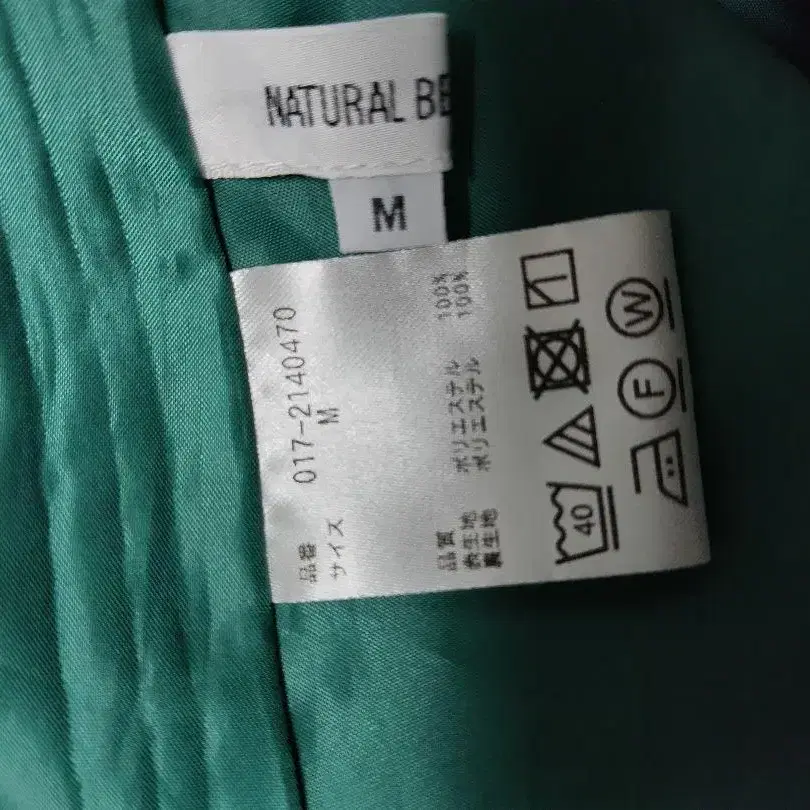 NATURAL BE
M
品番 017-2140470
サイズ M
品質
表生地 ポリエステル 100%
裏生地 ポリエステル 100%
40
F
W